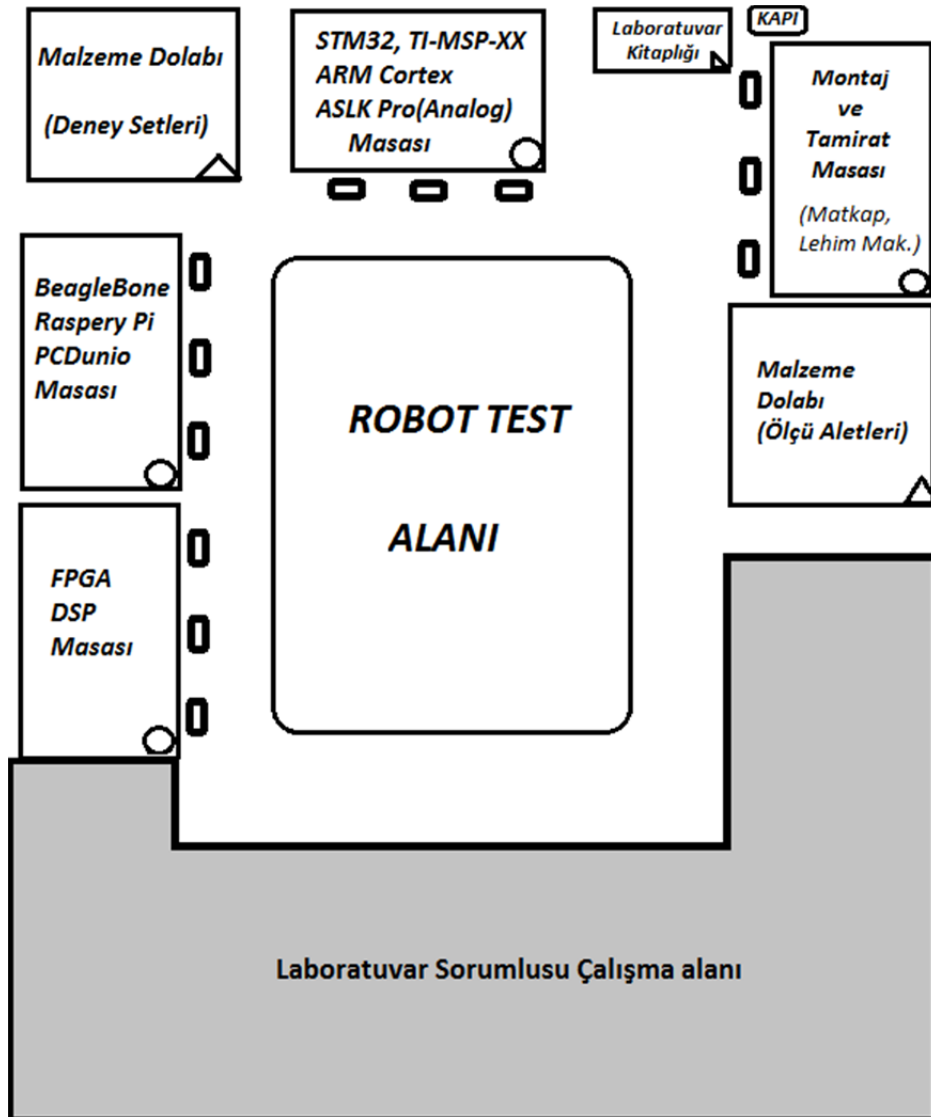 Malzeme Dolabı
(Deney Setleri)
STM32, TI-MSP-XX
ARM Cortex
ASLK Pro(Analog)
Masası
Laboratuvar
Kitaplığı
KAPI
Montaj
ve
Tamirat
Masası
(Matkap,
Lehim Mak.)
BeagleBone
Raspery Pi
PCDunio
Masası
ROBOT TEST
ALANI
Malzeme
Dolabı
(Ölçü Aletleri)
FPGA
DSP
Masası
Laboratuvar Sorumlusu Çalışma alanı